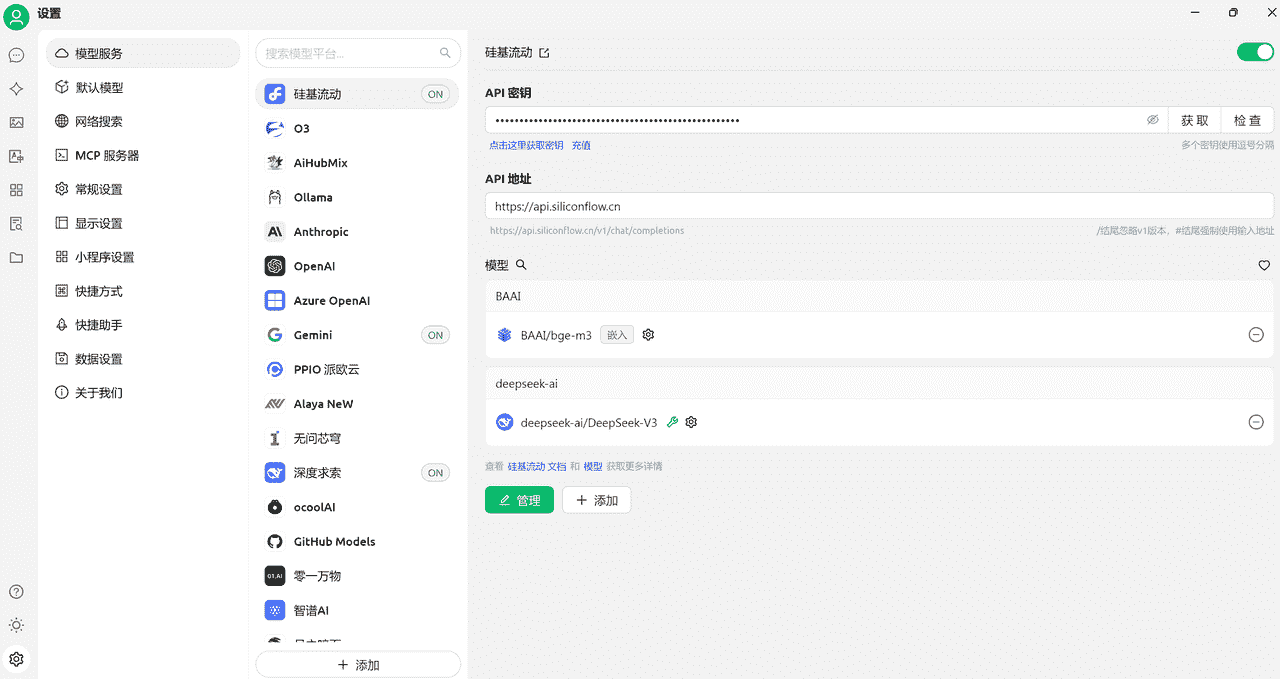 设置
模型服务
默认模型
网络搜索
MCP 服务器
常规设置
显示设置
小程序设置
快捷方式
快捷助手
数据设置
关于我们
搜索模型平台...
硅基流动 ON
O3
AiHubMix
Ollama
Anthropic
OpenAI
Azure OpenAI
Gemini ON
PPIO 派欧云
Alaya NeW
无问芯穹
深度求索 ON
ocoolAI
GitHub Models
01.AI 零一万物
智谱AI
添加
硅基流动
API 密钥
获取 检查
点击这里获取密钥 充值 多个密钥使用逗号分隔
API 地址
https://api.siliconflow.cn
https://api.siliconflow.cn/v1/chat/completions /结尾忽略v1版本，#结尾强制使用输入地址
模型
BAAI
BAAI/bge-m3 嵌入
deepseek-ai
deepseek-ai/DeepSeek-V3
查看 硅基流动 文档 和 模型 获取更多详情
管理 添加